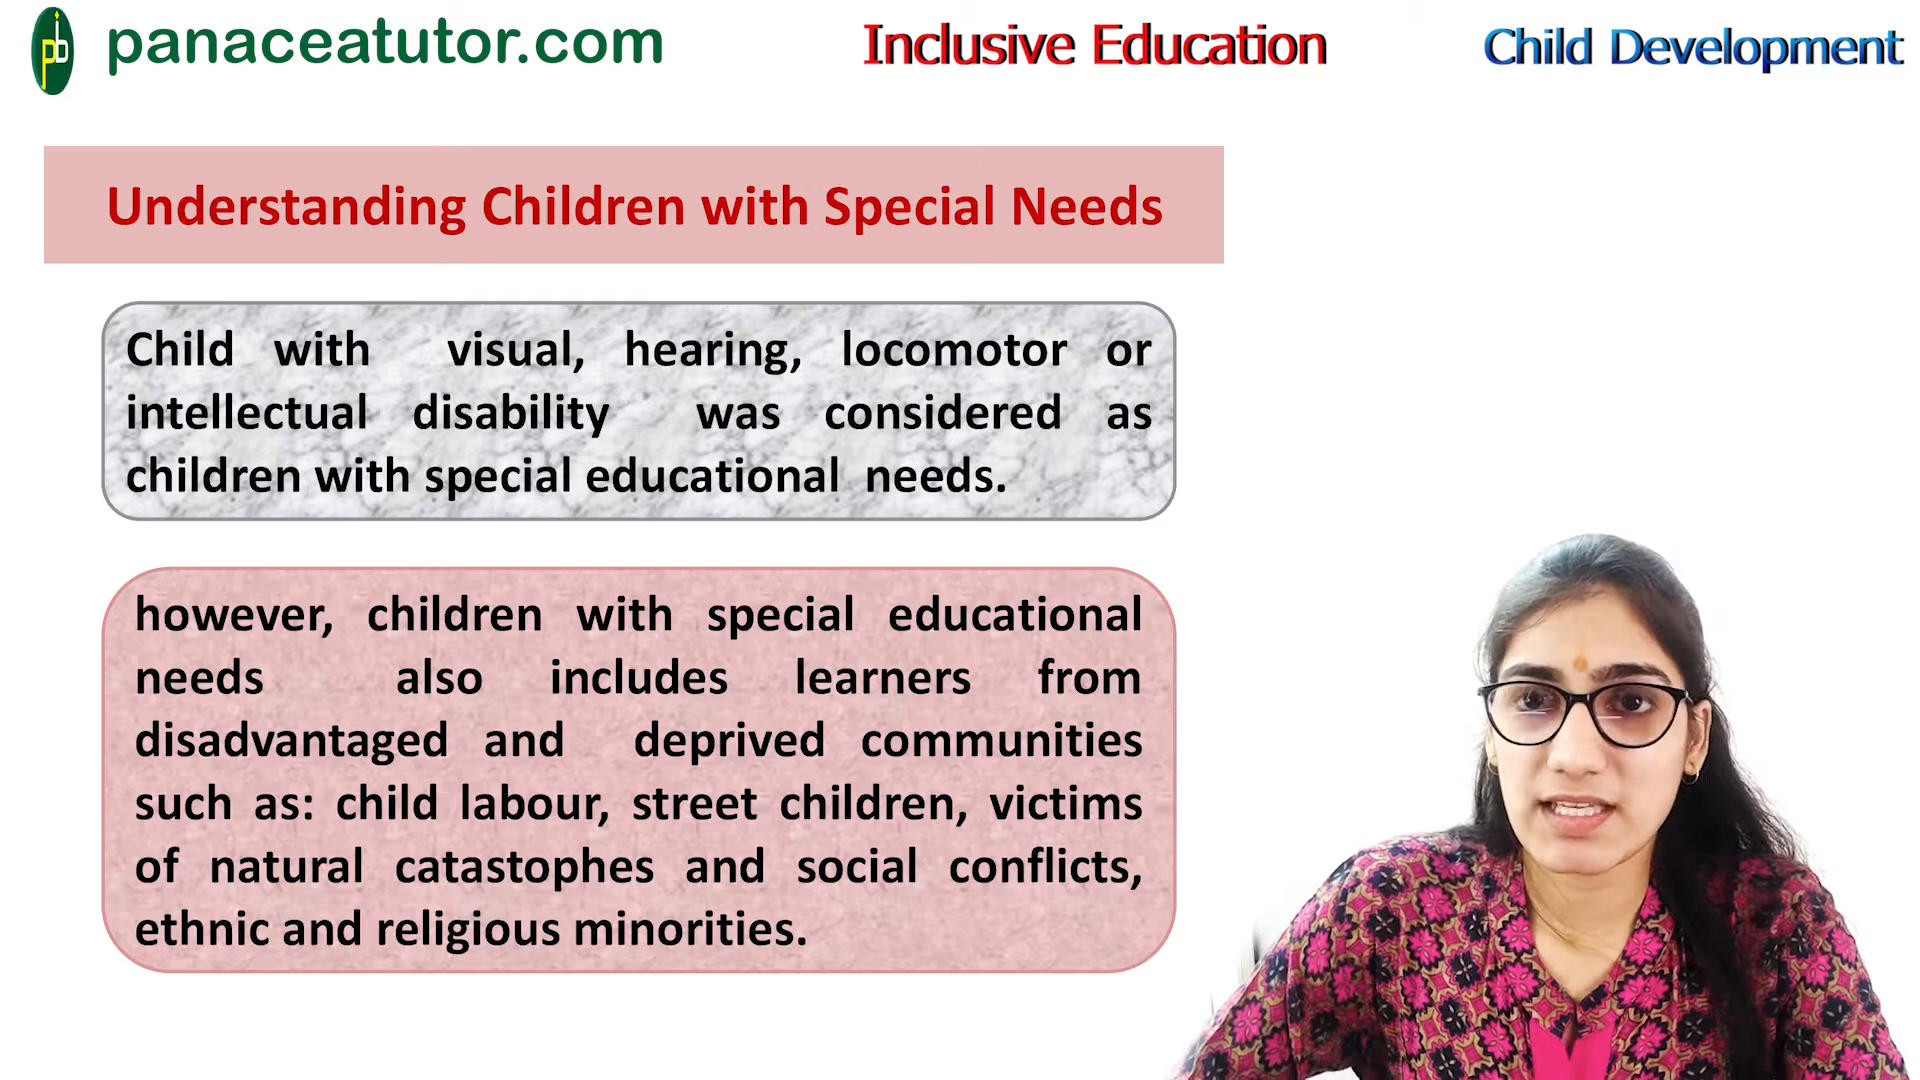 pb panaceatutor.com Inclusive Education Child Development
Understanding Children with Special Needs
Child with visual, hearing, locomotor or
intellectual disability was considered as
children with special educational needs.
however, children with special educational
needs also includes learners from
disadvantaged and deprived communities
such as: child labour, street children, victims
of natural catastophes and social conflicts,
ethnic and religious minorities.